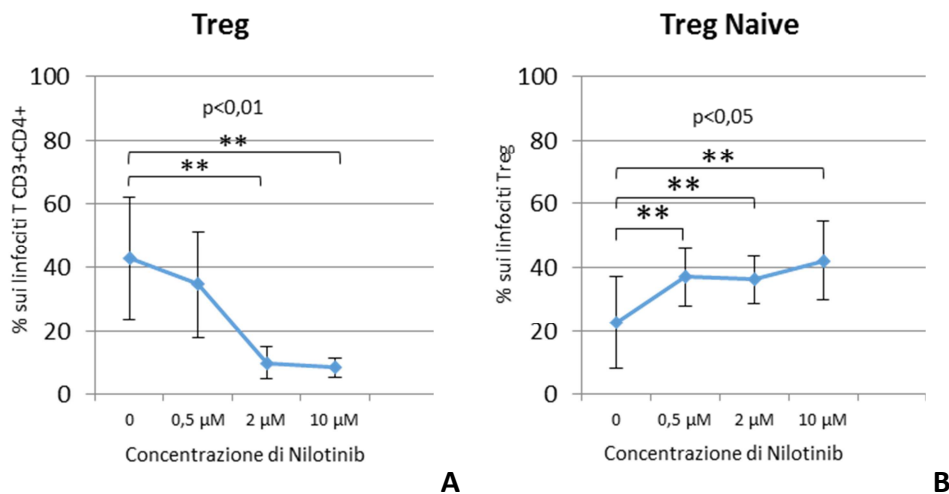 Treg
% sui linfociti T CD3+CD4+
100
80
60
40
20
0
p<0,01
**
**
0 0,5 µM 2 µM 10 µM
Concentrazione di Nilotinib
A
Treg Naive
% sui linfociti Treg
100
80
60
40
20
0
p<0,05
**
**
**
0 0,5 µM 2 µM 10 µM
Concentrazione di Nilotinib
B